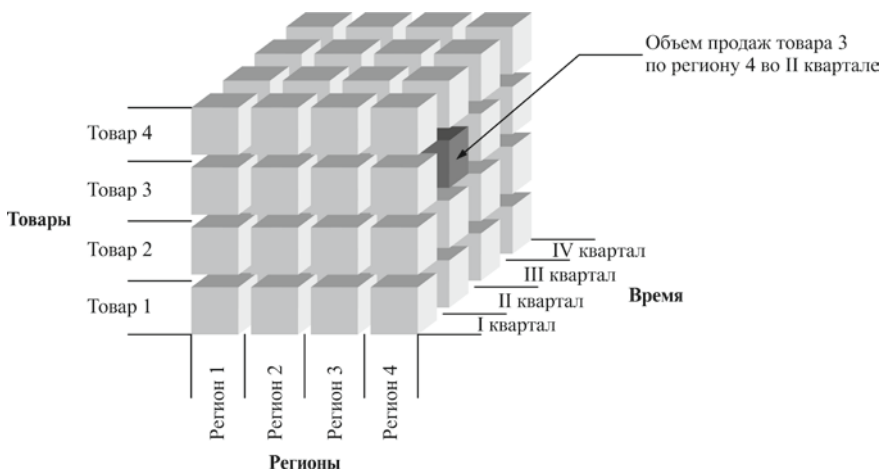 Объем продаж товара 3
по региону 4 во II квартале
Товар 4
Товар 3
Товары
Товар 2
Товар 1
IV квартал
III квартал
Время
II квартал
I квартал
Регион 1
Регион 2
Регион 3
Регион 4
Регионы